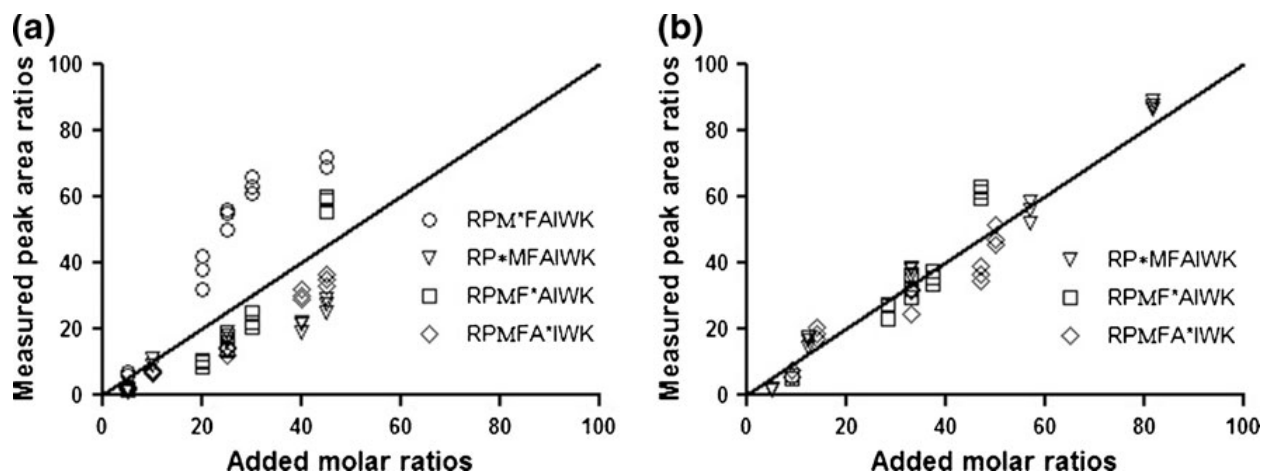 (a)
Measured peak area ratios
100
80
60
40
20
0
0 20 40 60 80 100
Added molar ratios
RPM*FAIWK
RP*MFAIWK
RPMF*AIWK
RPMFA*IWK
(b)
Measured peak area ratios
100
80
60
40
20
0
0 20 40 60 80 100
Added molar ratios
RP*MFAIWK
RPMF*AIWK
RPMFA*IWK